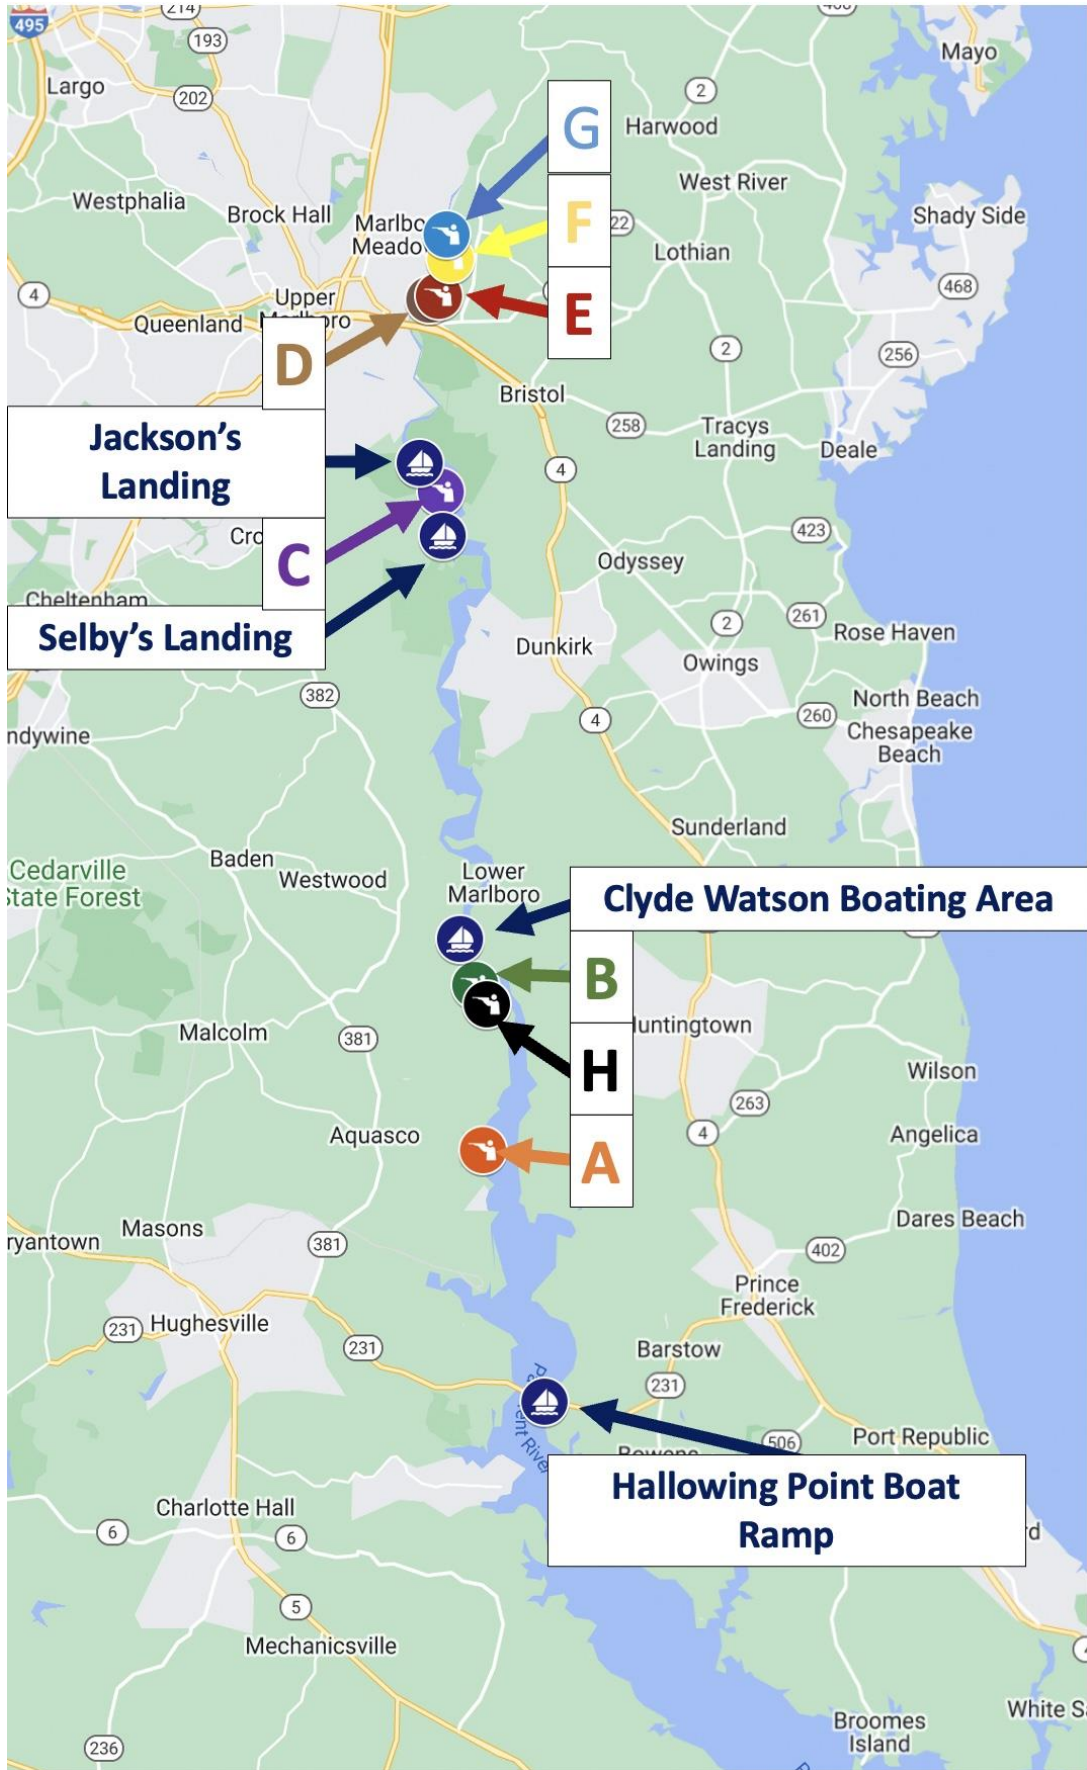 214
495
193
Mayo
Largo
2
202
G
Harwood
West River
Westphalia
Brock Hall
Shady Side
F
22
Lothian
468
4
Upper
E
Queenland
D
2
256
Bristol
258
Tracys
Landing
Deale
Jackson's
Landing
4
423
C
Odyssey
Cheltenham
261
2
Rose Haven
Selby's Landing
Dunkirk
Owings
382
North Beach
260
4
Chesapeake
Beach
ndywine
Sunderland
Baden
Lower
Marlboro
Cedarville
State Forest
Westwood
Clyde Watson Boating Area
B
Malcolm
381
untingtown
H
Wilson
263
Aquasco
4
Angelica
A
Dares Beach
Masons
ryantown
381
402
Prince
Frederick
231
Hughesville
231
Barstow
231
506
Port Republic
Hallowing Point Boat
Ramp
Charlotte Hall
6
6
5
Mechanicsville
Broomes
Island
White S
236